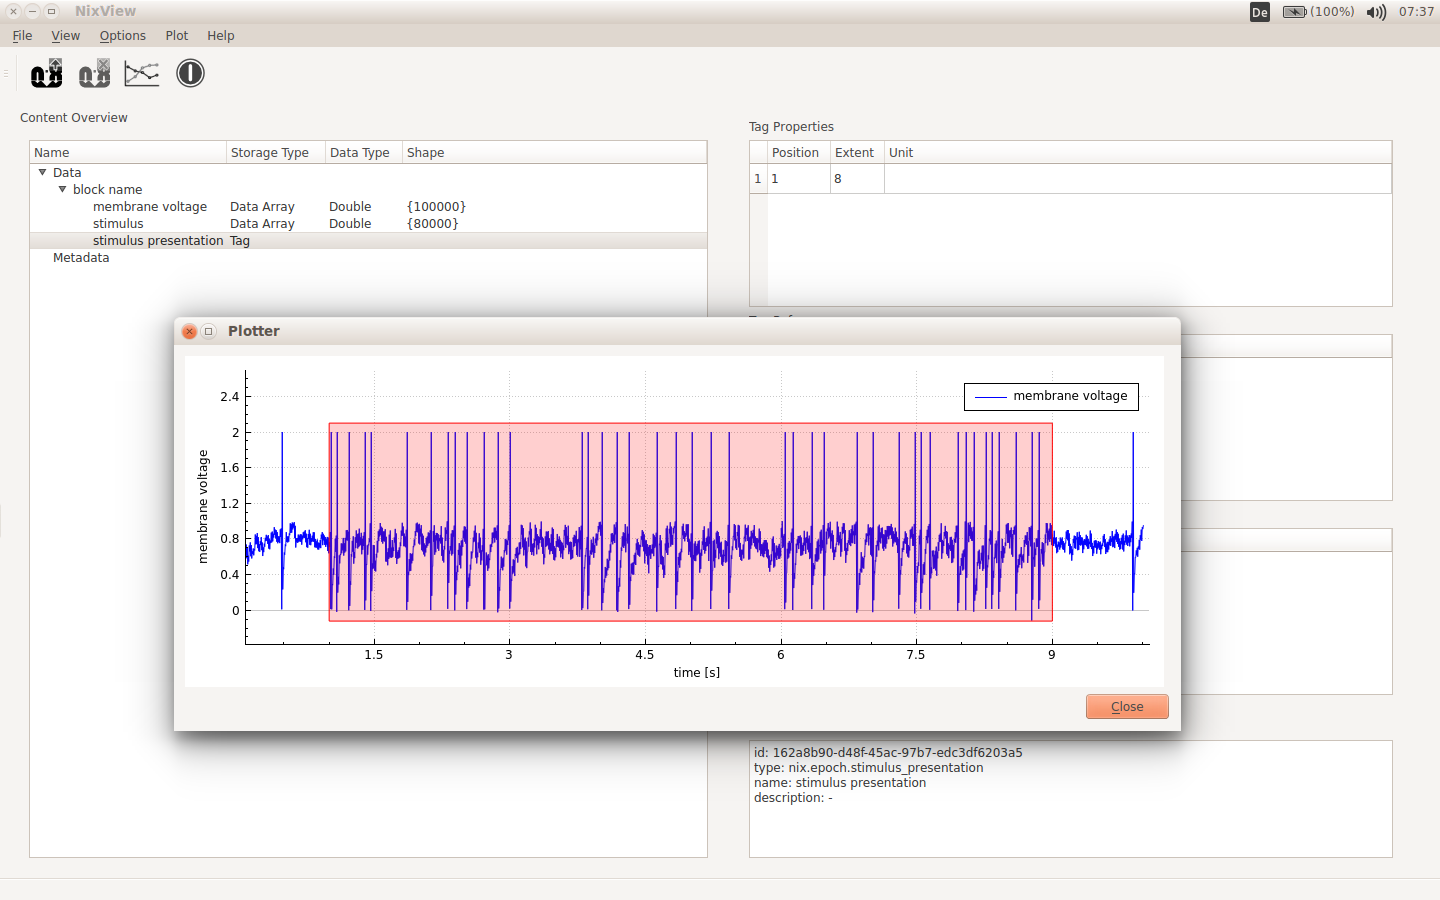 NixView
De (100%) 07:37
File View Options Plot Help
Content Overview
Name Storage Type Data Type Shape
Data
block name
membrane voltage Data Array Double {100000}
stimulus Data Array Double {80000}
stimulus presentation Tag
Metadata
Tag Properties
Position Extent Unit
1 1 8
Plotter
membrane voltage
2.4
2
1.6
1.2
0.8
0.4
0
membrane voltage
1.5 3 4.5 6 7.5 9
time [s]
Close
id: 162a8b90-d48f-45ac-97b7-edc3df6203a5
type: nix.epoch.stimulus_presentation
name: stimulus presentation
description: -